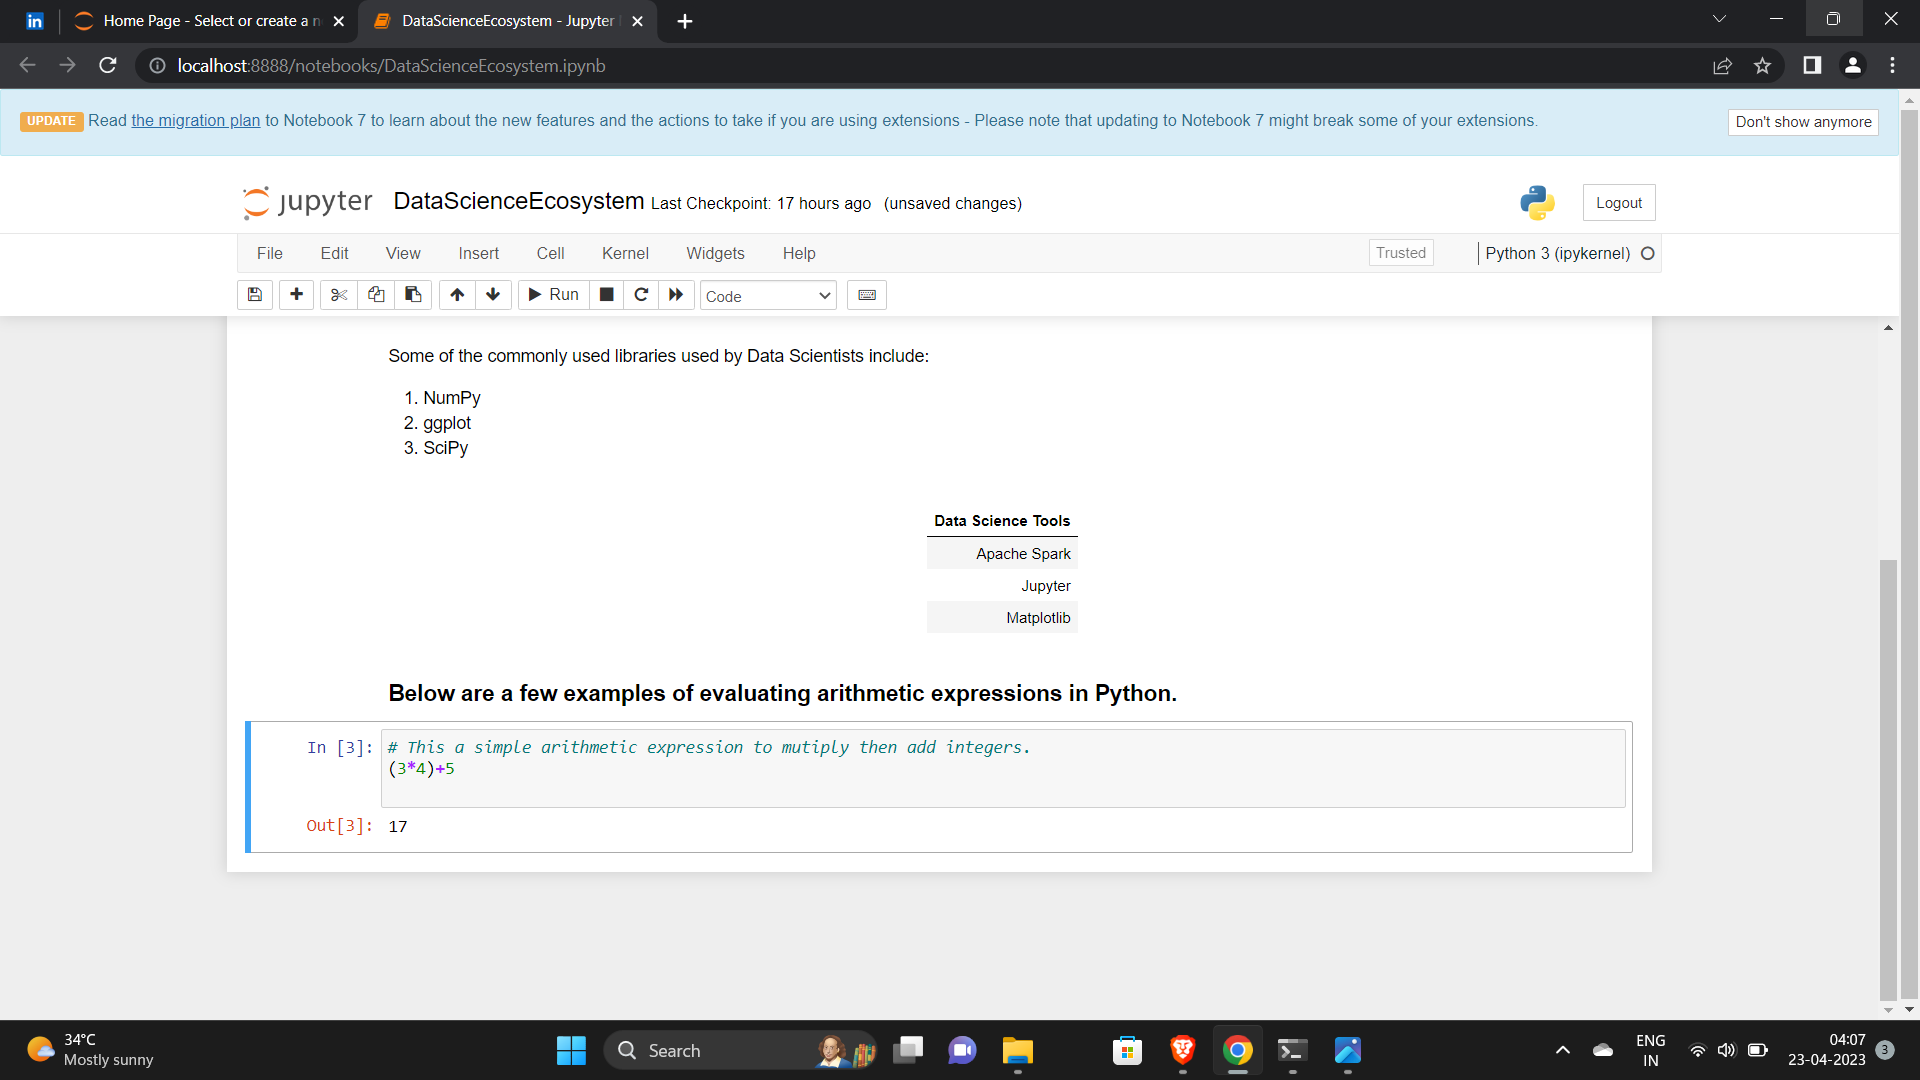 in
Home Page - Select or create a n
DataScienceEcosystem - Jupyter
localhost:8888/notebooks/DataScienceEcosystem.ipynb
UPDATE Read the migration plan to Notebook 7 to learn about the new features and the actions to take if you are using extensions - Please note that updating to Notebook 7 might break some of your extensions.
Don't show anymore
jupyter DataScienceEcosystem Last Checkpoint: 17 hours ago (unsaved changes)
Logout
File Edit View Insert Cell Kernel Widgets Help
Trusted
Python 3 (ipykernel)
Run
Code
Some of the commonly used libraries used by Data Scientists include:
1. NumPy
2. ggplot
3. SciPy
Data Science Tools
Apache Spark
Jupyter
Matplotlib
Below are a few examples of evaluating arithmetic expressions in Python.
In [3]: # This a simple arithmetic expression to mutiply then add integers.
(3*4)+5
Out[3]: 17
34°C
Mostly sunny
Search
ENG
IN
04:07
23-04-2023
3